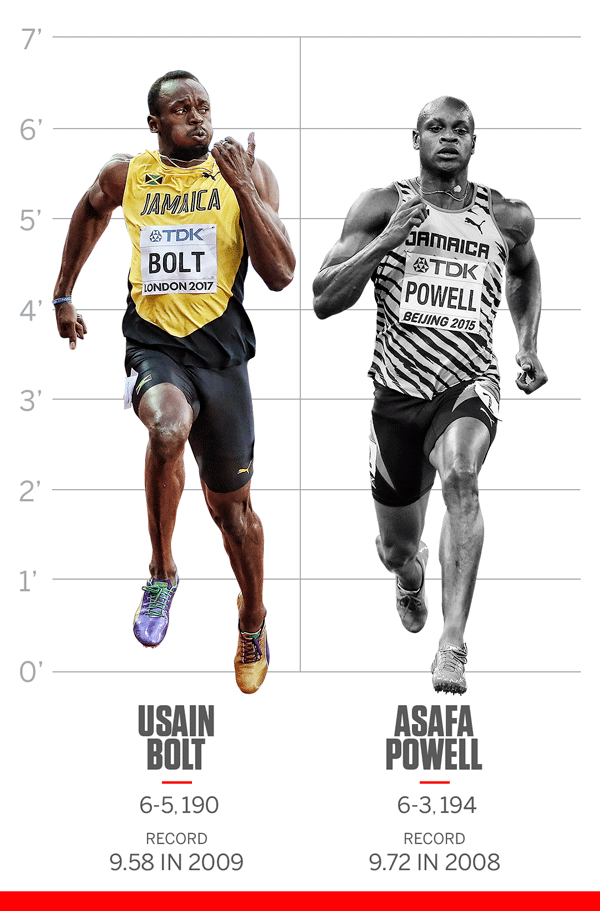 7'
6'
5'
4'
3'
2'
1'
0'
JAMAICA
TDK
BOLT
LONDON 2017
JAMAICA
TDK
POWELL
BEIJING 2015
USAIN
BOLT
6-5, 190
RECORD
9.58 IN 2009
ASAFA
POWELL
6-3, 194
RECORD
9.72 IN 2008